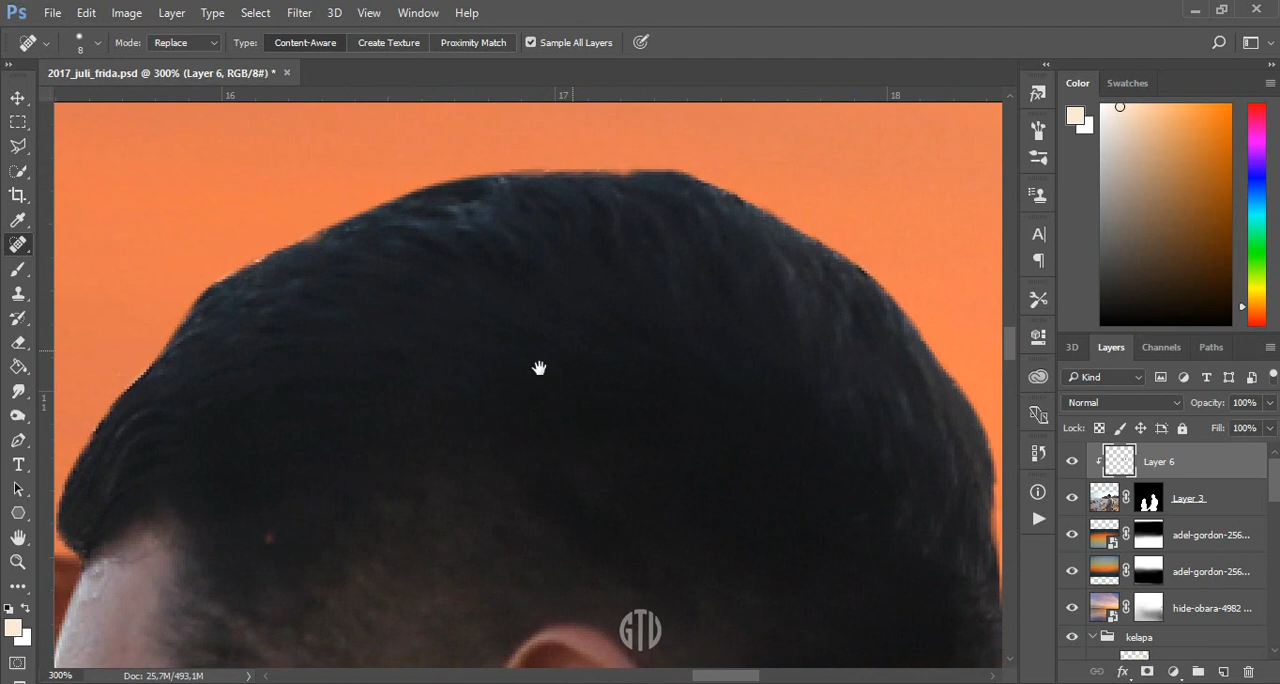 Ps File Edit Image Layer Type Select Filter 3D View Window Help
8 Mode: Replace Type: Content-Aware Create Texture Proximity Match Sample All Layers
2017_juli_frida.psd @ 300% (Layer 6, RGB/8#) * ×
Color Swatches
16 17 18
1
1
3D Layers Channels Paths
Kind
Normal Opacity: 100%
Lock: Fill: 100%
Layer 6
Layer 3
adel-gordon-256...
adel-gordon-256...
hide-obara-4982 ...
kelapa
GTU
300% Doc: 25,7M/493,1M